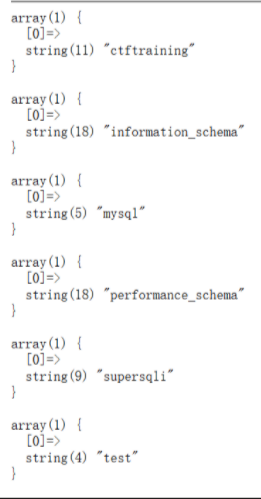 array(1) {
  [0]=>
  string(11) "ctftraining"
}
array(1) {
  [0]=>
  string(18) "information_schema"
}
array(1) {
  [0]=>
  string(5) "mysql"
}
array(1) {
  [0]=>
  string(18) "performance_schema"
}
array(1) {
  [0]=>
  string(9) "supersqli"
}
array(1) {
  [0]=>
  string(4) "test"
}